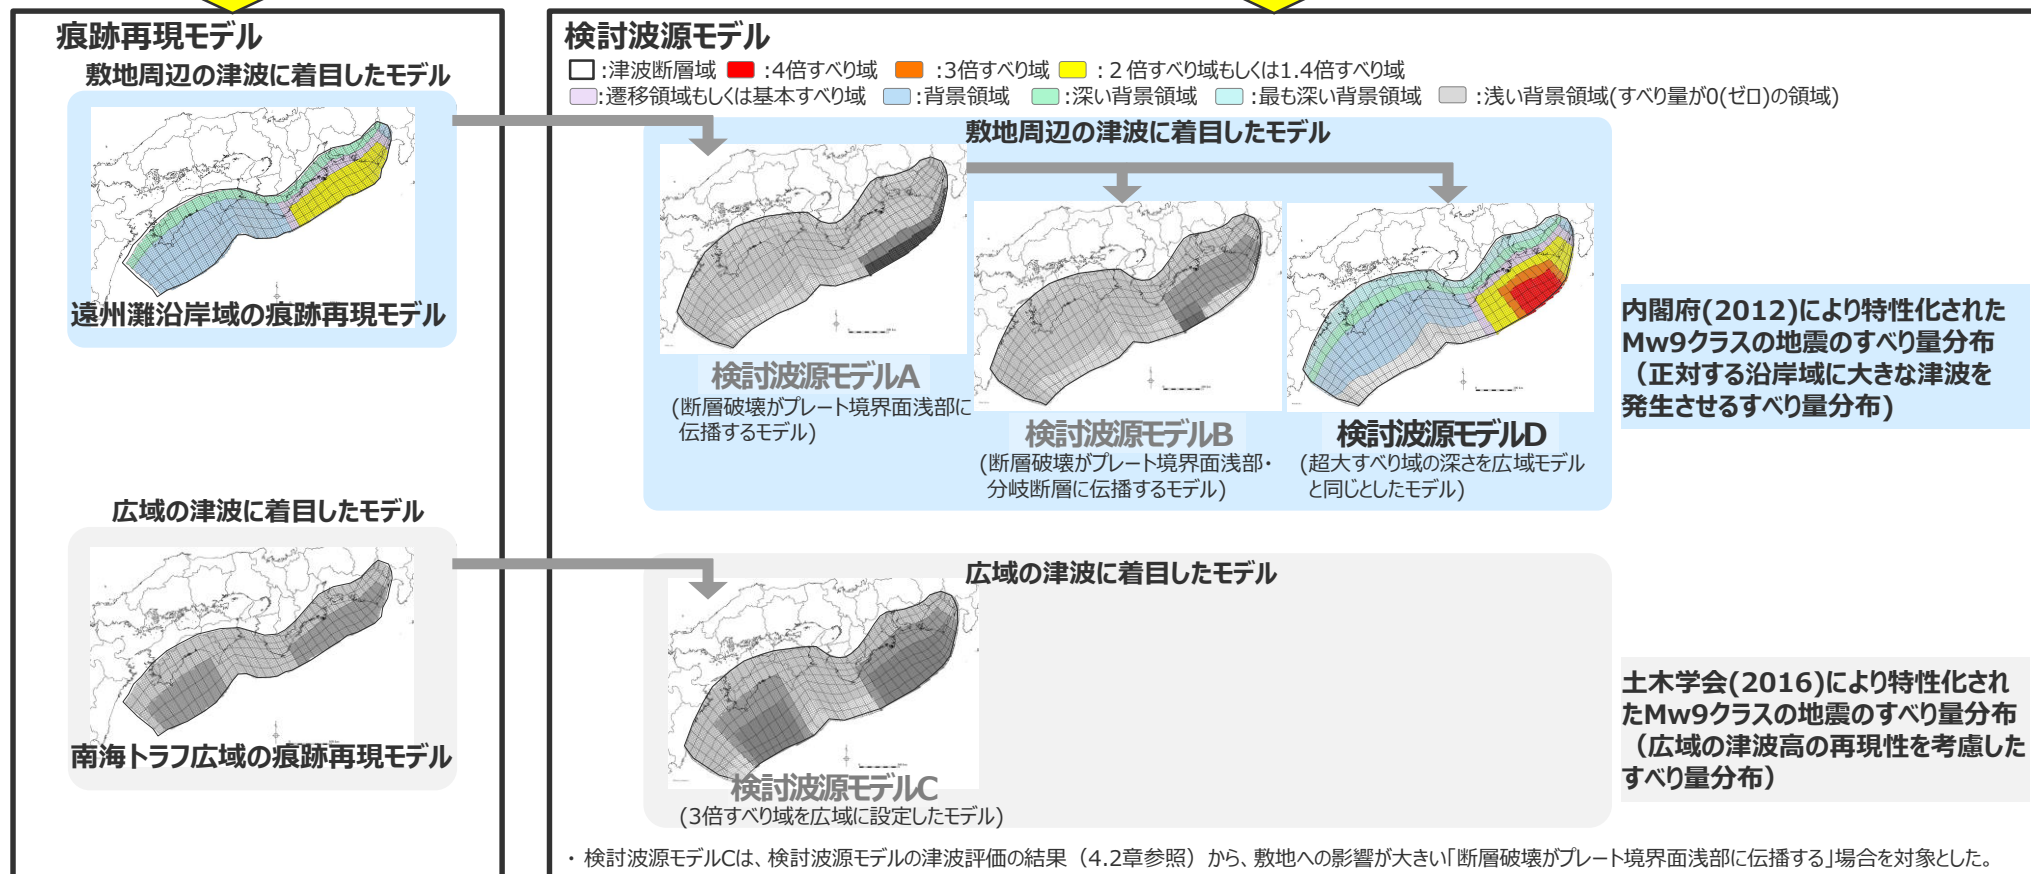 痕跡再現モデル
敷地周辺の津波に着目したモデル
遠州灘沿岸域の痕跡再現モデル
広域の津波に着目したモデル
南海トラフ広域の痕跡再現モデル
検討波源モデル
:津波断層域 :4倍すべり域 :3倍すべり域 :２倍すべり域もしくは1.4倍すべり域
:遷移領域もしくは基本すべり域 :背景領域 :深い背景領域 :最も深い背景領域 :浅い背景領域(すべり量が0(ゼロ)の領域)
敷地周辺の津波に着目したモデル
検討波源モデルA
(断層破壊がプレート境界面浅部に
伝播するモデル)
検討波源モデルB
(断層破壊がプレート境界面浅部・
分岐断層に伝播するモデル)
検討波源モデルD
(超大すべり域の深さを広域モデル
と同じとしたモデル)
内閣府(2012)により特性化された
Mw9クラスの地震のすべり量分布
（正対する沿岸域に大きな津波を
発生させるすべり量分布)
広域の津波に着目したモデル
検討波源モデルC
(3倍すべり域を広域に設定したモデル)
土木学会(2016)により特性化され
たMw9クラスの地震のすべり量分布
（広域の津波高の再現性を考慮した
すべり量分布）
・検討波源モデルCは、検討波源モデルの津波評価の結果（4.2章参照）から、敷地への影響が大きい「断層破壊がプレート境界面浅部に伝播する」場合を対象とした。